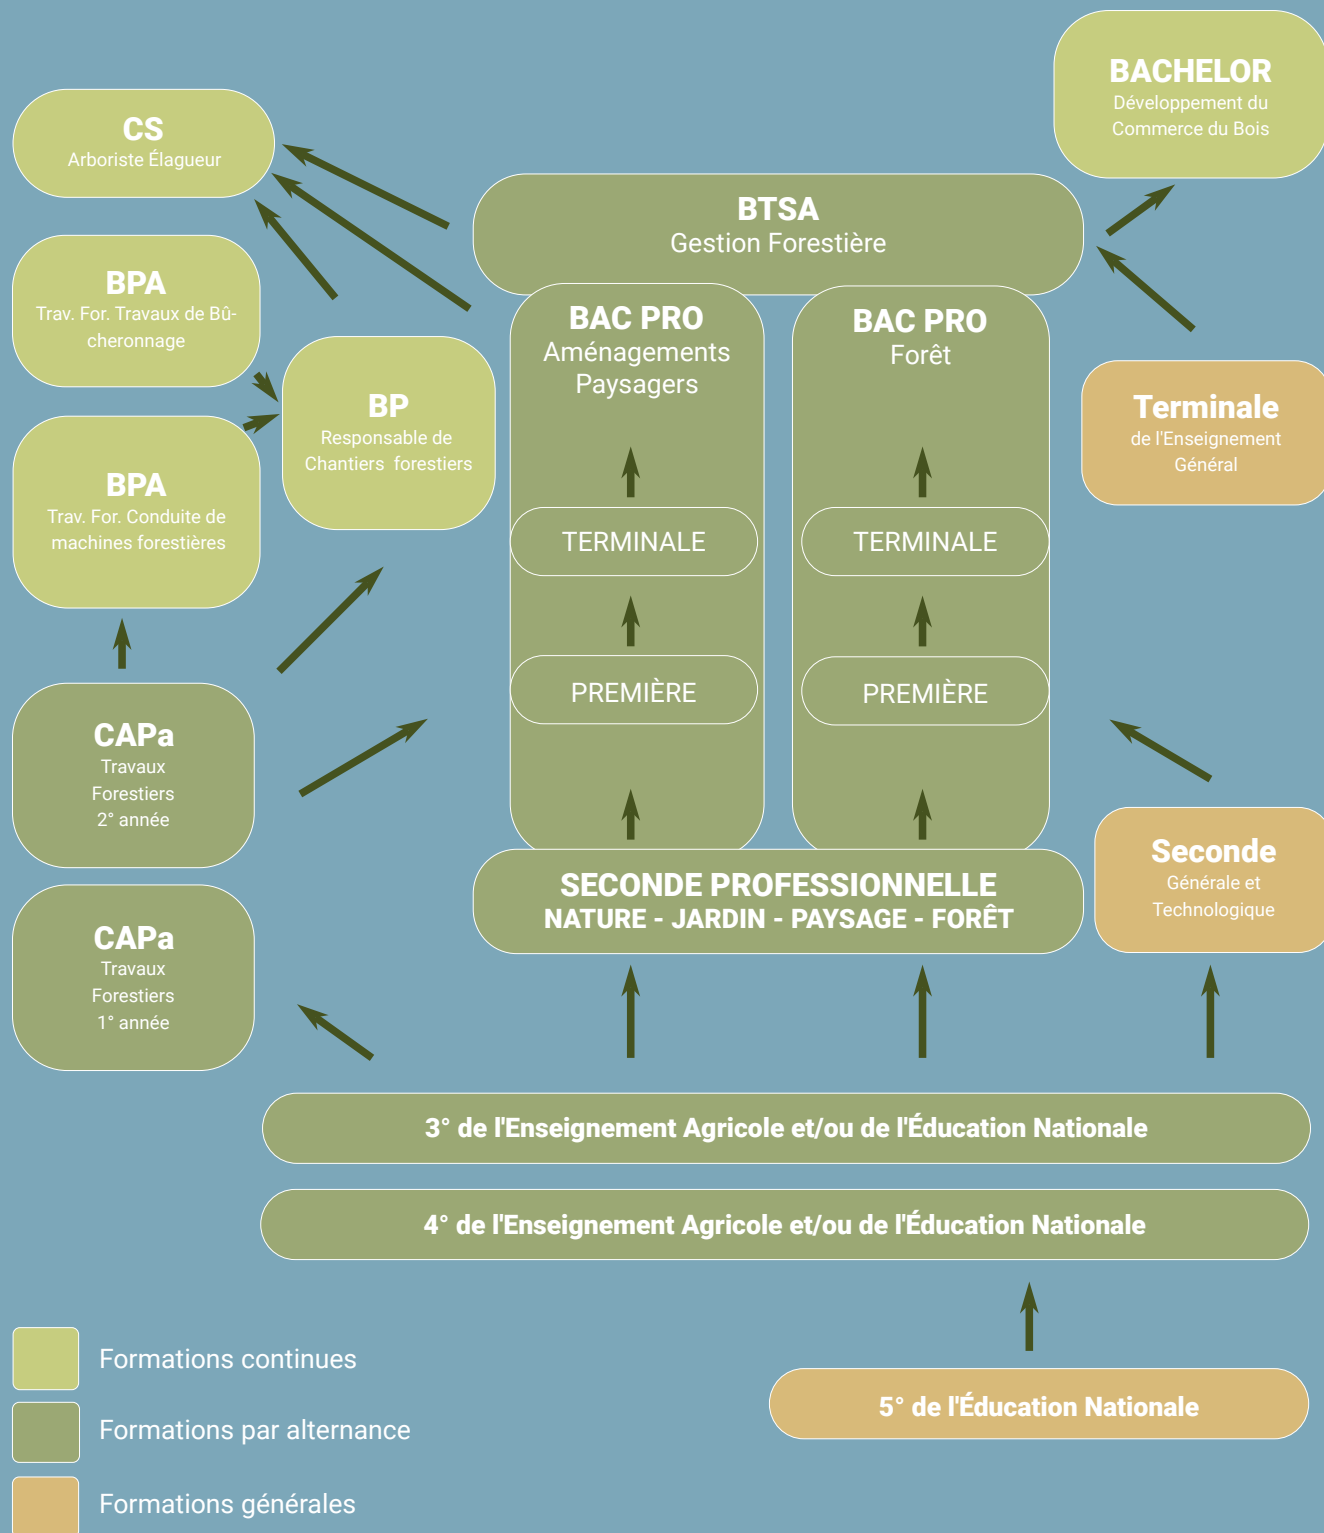 BACHELOR
Développement du
Commerce du Bois
CS
Arboriste Élagueur
BTSA
Gestion Forestière
BPA
Trav. For. Travaux de Bû-
cheronnage
BAC PRO
Aménagements
Paysagers
BAC PRO
Forêt
BP
Responsable de
Chantiers forestiers
Terminale
de l'Enseignement
Général
BPA
Trav. For. Conduite de
machines forestières
TERMINALE
TERMINALE
PREMIÈRE
PREMIÈRE
CAPa
Travaux
Forestiers
2° année
SECONDE PROFESSIONNELLE
NATURE - JARDIN - PAYSAGE - FORÊT
Seconde
Générale et
Technologique
CAPa
Travaux
Forestiers
1° année
3° de l'Enseignement Agricole et/ou de l'Éducation Nationale
4° de l'Enseignement Agricole et/ou de l'Éducation Nationale
5° de l'Éducation Nationale
Formations continues
Formations par alternance
Formations générales